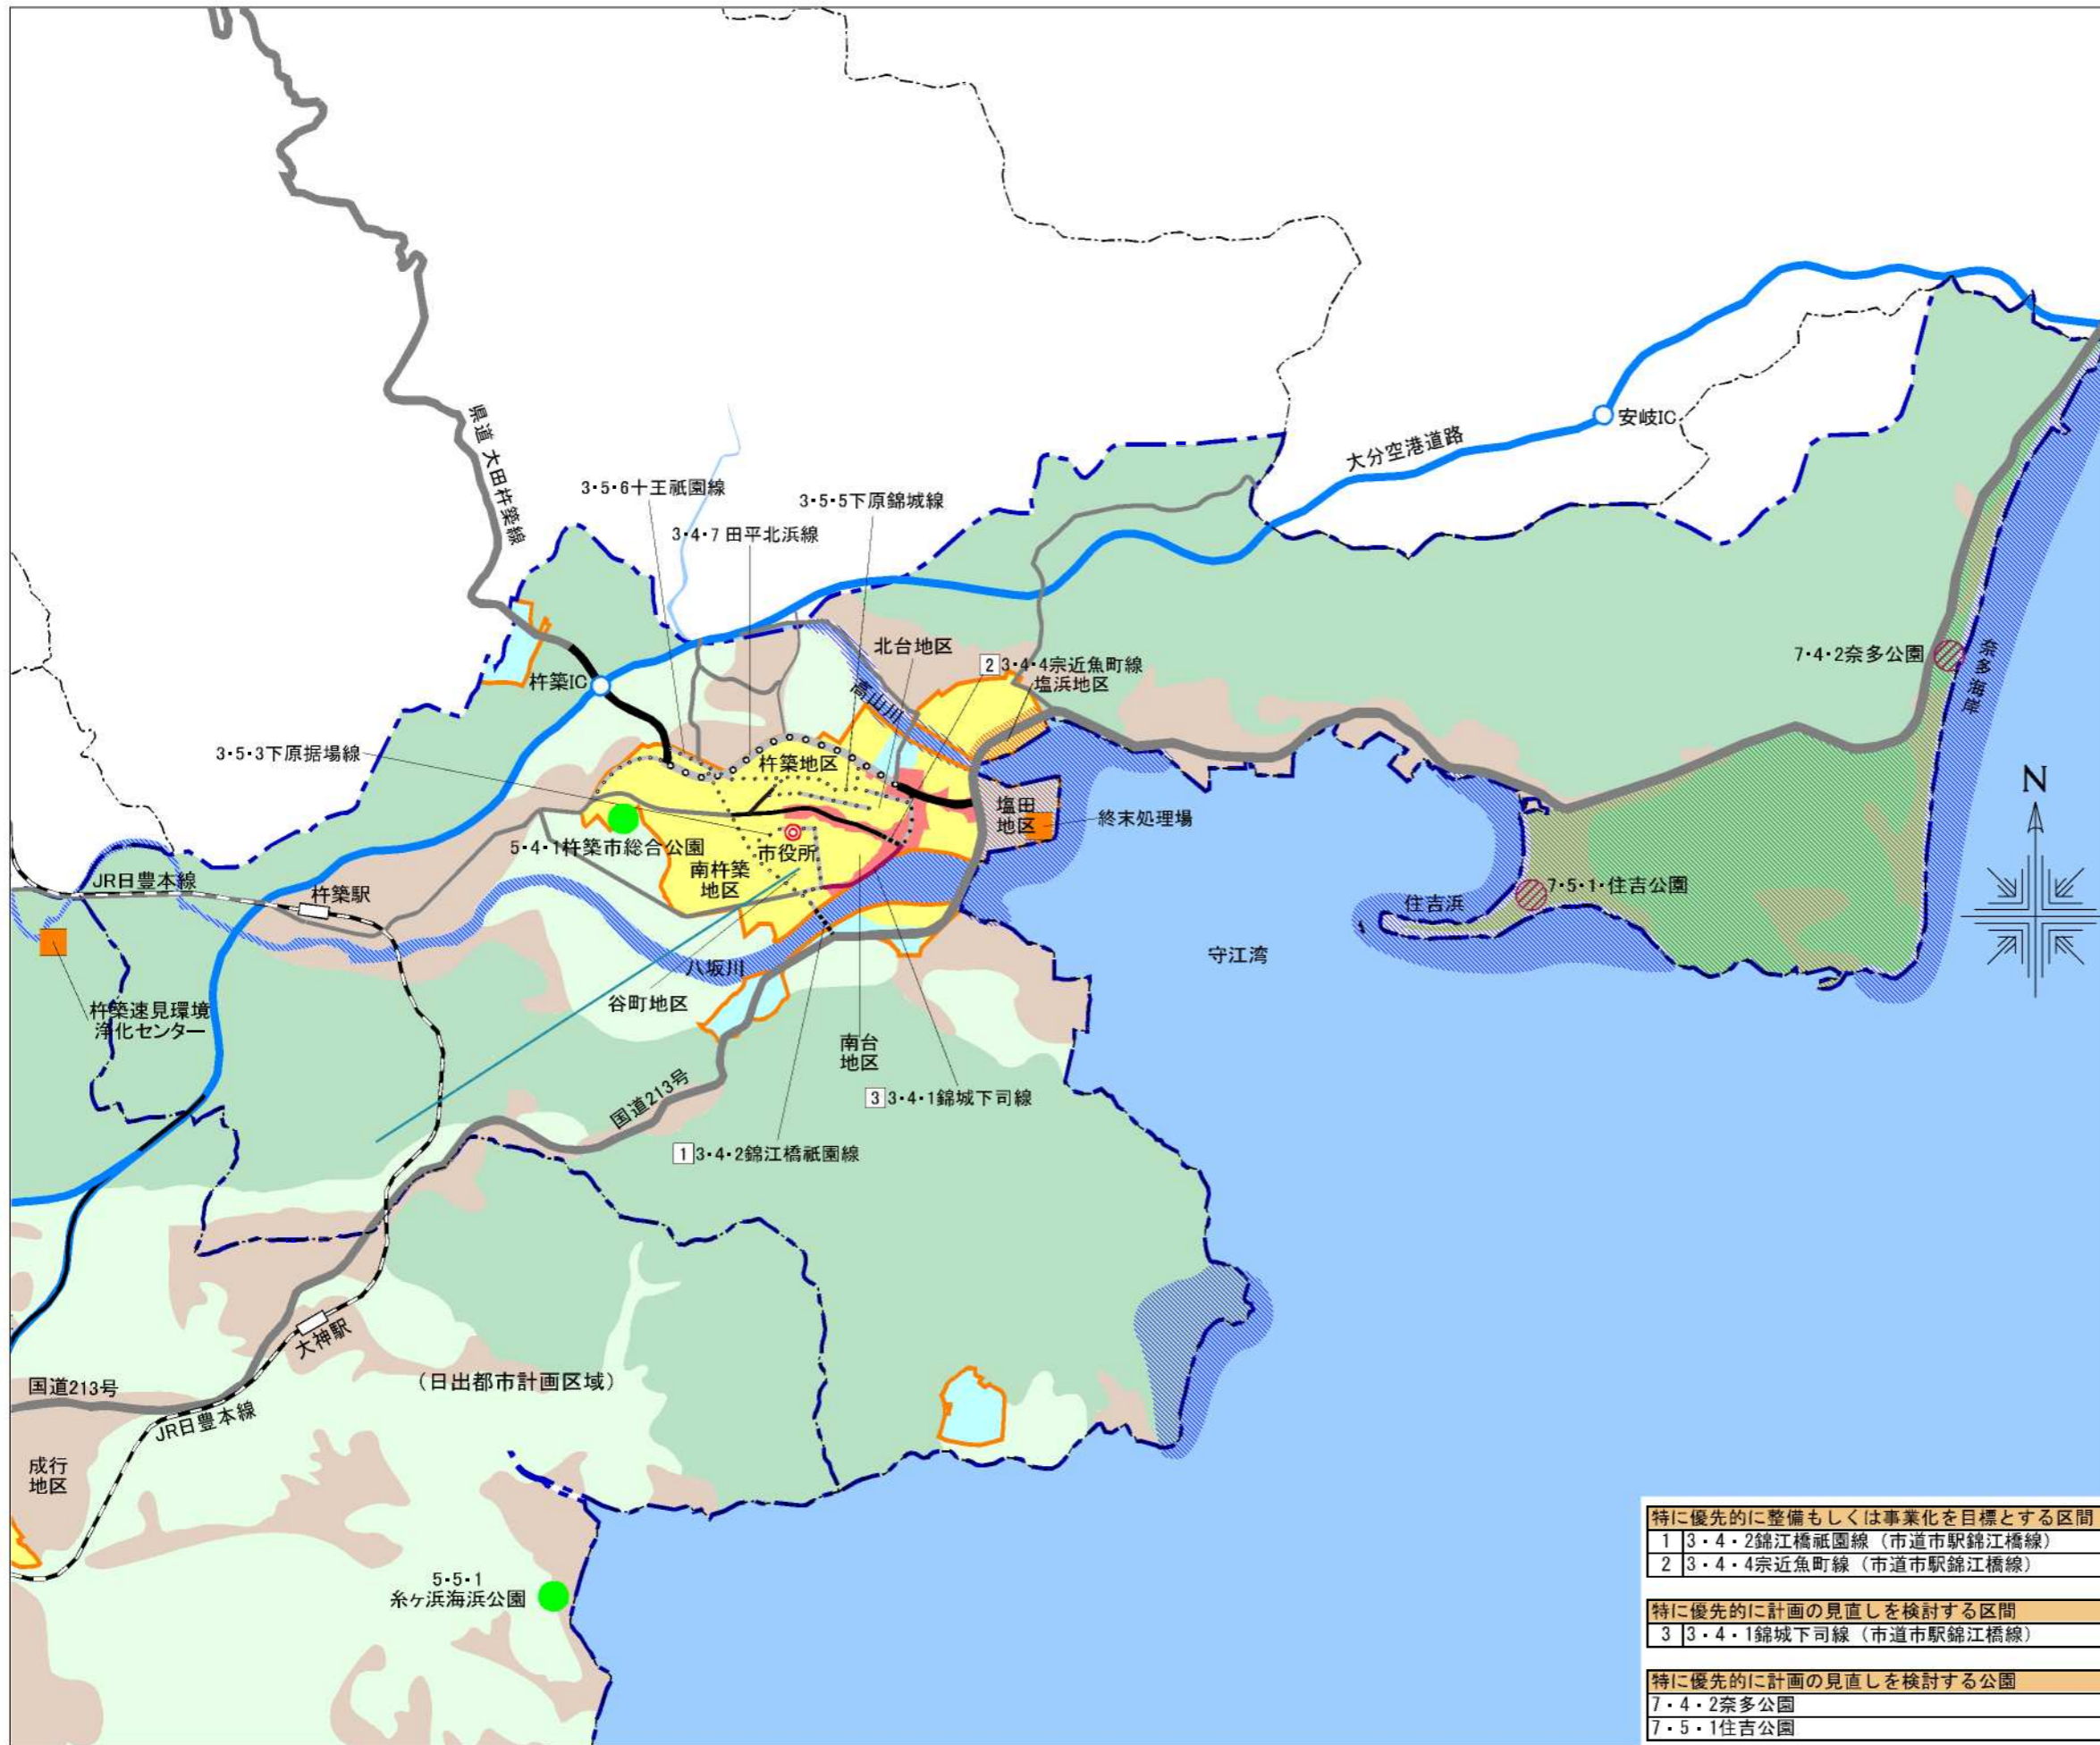 県道 大田杵築線
安岐IC
大分空港道路
3・5・6十王祇園線
3・5・5下原錦城線
3・4・7 田平北浜線
北台地区
2 3・4・4宗近魚町線
塩浜地区
7・4・2奈多公園
奈多海岸
杵築IC
高山川
3・5・3下原据場線
杵築地区
N
塩田
地区
終末処理場
5・4・1杵築市総合公園
市役所
南杵築
地区
JR日豊本線
杵築駅
7・5・1・住吉公園
住吉浜
守江湾
八坂川
谷町地区
杵築速見環境
浄化センター
南台
地区
国道213号
3 3・4・1錦城下司線
1 3・4・2錦江橋祇園線
大神駅
(日出都市計画区域)
国道213号
JR日豊本線
成行
地区
5・5・1
糸ヶ浜海浜公園
特に優先的に整備もしくは事業化を目標とする区間
1 3・4・2錦江橋祇園線（市道市駅錦江橋線）
2 3・4・4宗近魚町線（市道市駅錦江橋線）
特に優先的に計画の見直しを検討する区間
3 3・4・1錦城下司線（市道市駅錦江橋線）
特に優先的に計画の見直しを検討する公園
7・4・2奈多公園
7・5・1住吉公園